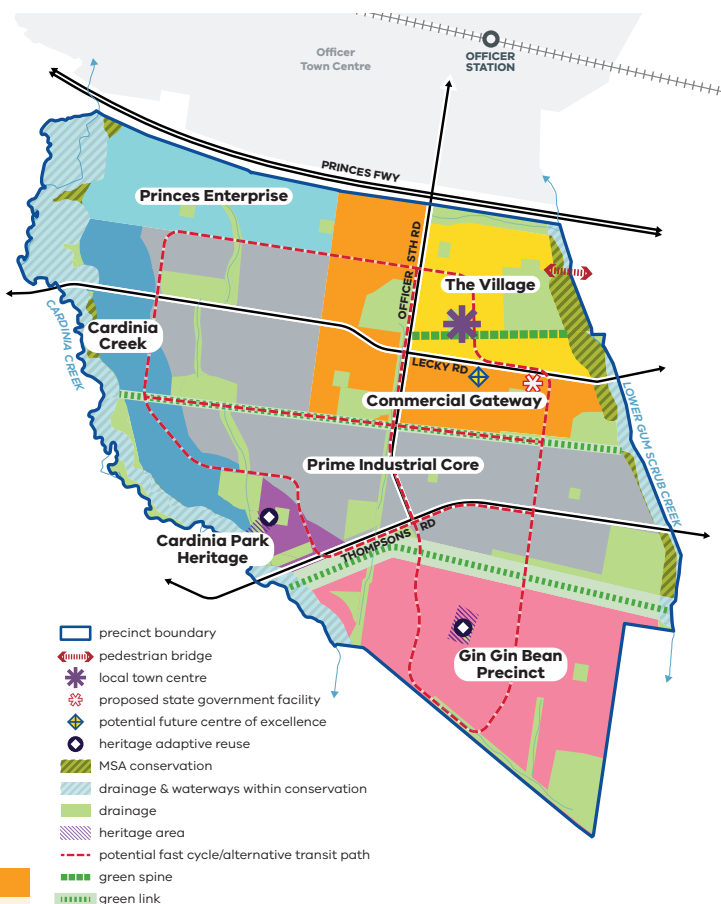 Officer
Town Centre
OFFICER
STATION
PRINCES FWY
Princes Enterprise
OFFICER STH RD
The Village
Cardinia
Creek
CARDINIA CREEK
LECKY RD
Commercial Gateway
LOWER GUM SCRUB CREEK
Prime Industrial Core
Cardinia Park
Heritage
THOMPSONS RD
Gin Gin Bean
Precinct
precinct boundary
pedestrian bridge
local town centre
proposed state government facility
potential future centre of excellence
heritage adaptive reuse
MSA conservation
drainage & waterways within conservation
drainage
heritage area
potential fast cycle/alternative transit path
green spine
green link